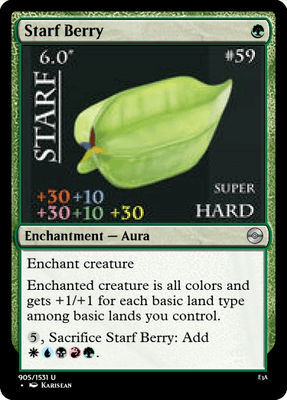 Starf Berry
6.0* #59
STARF
+30+10 SUPER
+30+10 +30 HARD
Enchantment — Aura
Enchant creature
Enchanted creature is all colors and
gets +1/+1 for each basic land type
among basic lands you control.
5, Sacrifice Starf Berry: Add
.
905/1531 U E3A
• Karisean